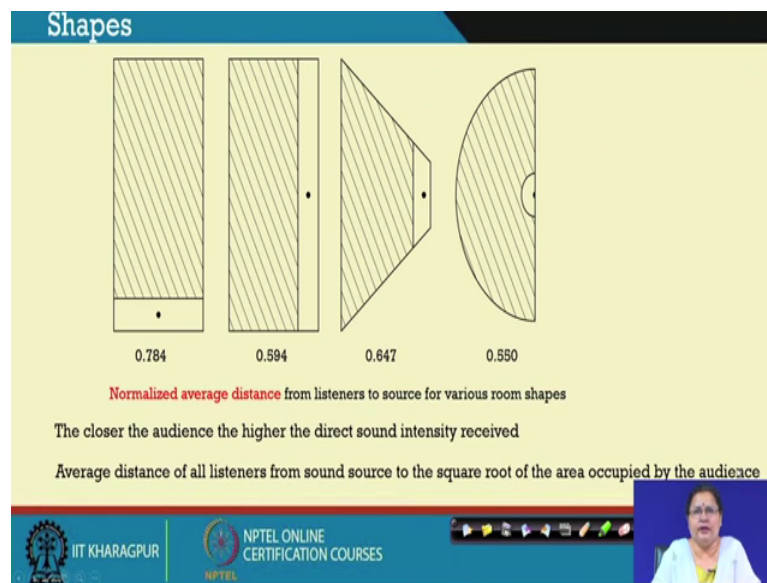 Shapes
0.784
0.594
0.647
0.550
Normalized average distance from listeners to source for various room shapes
The closer the audience the higher the direct sound intensity received
Average distance of all listeners from sound source to the square root of the area occupied by the audience
IIT KHARAGPUR
NPTEL
NPTEL ONLINE
CERTIFICATION COURSES